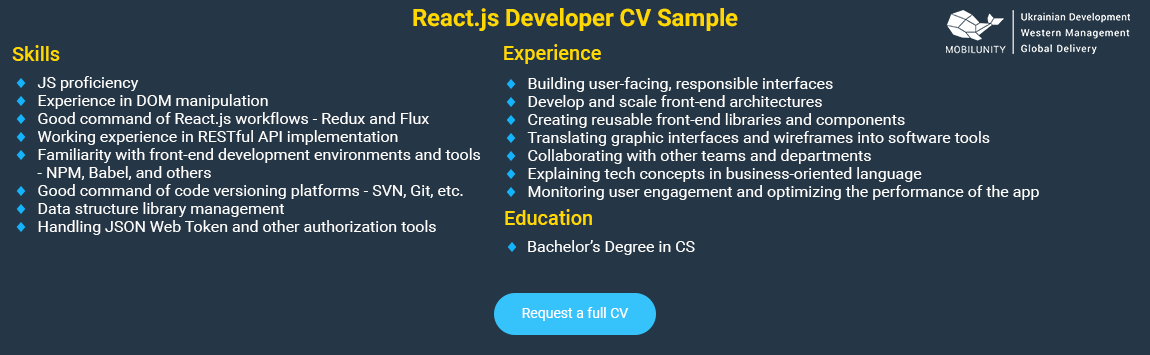 React.js Developer CV Sample
MOBILUNITY
Ukrainian Development
Western Management
Global Delivery
Skills
JS proficiency
Experience in DOM manipulation
Good command of React.js workflows - Redux and Flux
Working experience in RESTful API implementation
Familiarity with front-end development environments and tools
- NPM, Babel, and others
Good command of code versioning platforms - SVN, Git, etc.
Data structure library management
Handling JSON Web Token and other authorization tools
Experience
Building user-facing, responsible interfaces
Develop and scale front-end architectures
Creating reusable front-end libraries and components
Translating graphic interfaces and wireframes into software tools
Collaborating with other teams and departments
Explaining tech concepts in business-oriented language
Monitoring user engagement and optimizing the performance of the app
Education
Bachelor’s Degree in CS
Request a full CV